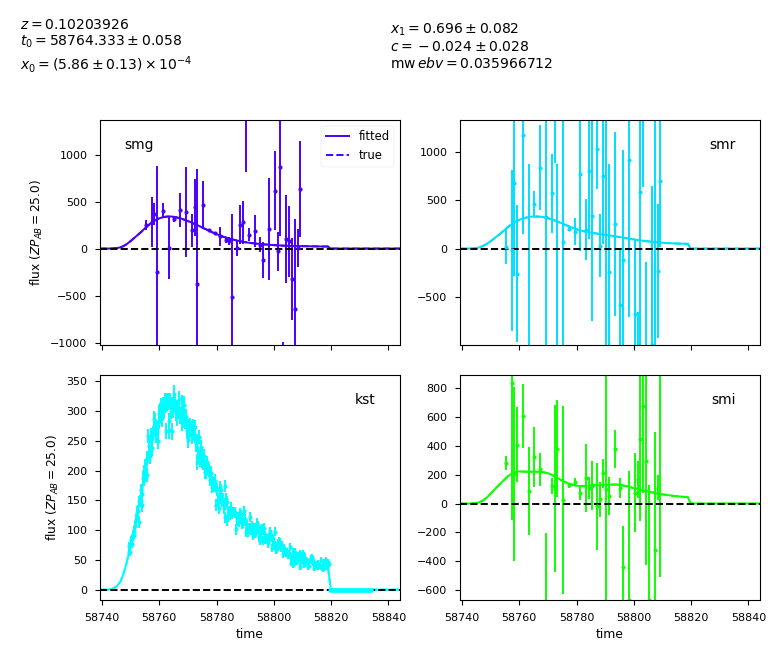 z = 0.10203926
t₀ = 58764.333 ± 0.058
x₀ = (5.86 ± 0.13) × 10⁻⁴
x₁ = 0.696 ± 0.082
c = −0.024 ± 0.028
mw ebv = 0.035966712
smg
fitted
true
1000
500
0
−500
−1000
flux (ZP_AB = 25.0)
smr
1000
500
0
−500
kst
350
300
250
200
150
100
50
0
flux (ZP_AB = 25.0)
58740 58760 58780 58800 58820 58840
time
smi
800
600
400
200
0
−200
−400
−600
58740 58760 58780 58800 58820 58840
time